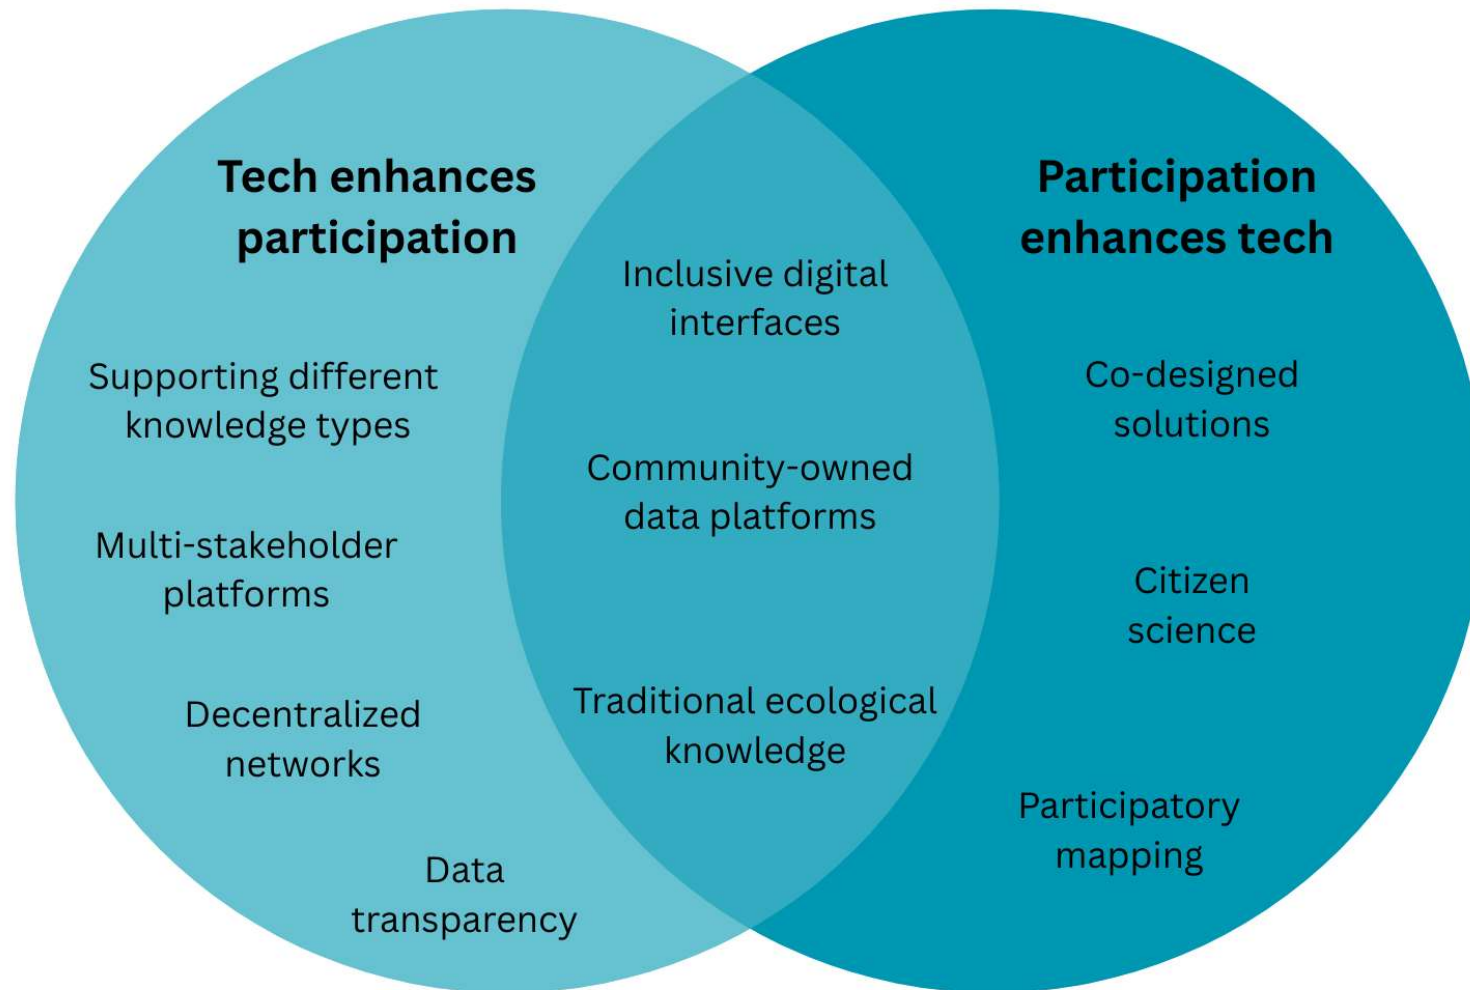 Tech enhances
participation
Supporting different
knowledge types
Multi-stakeholder
platforms
Decentralized
networks
Data
transparency
Inclusive digital
interfaces
Community-owned
data platforms
Traditional ecological
knowledge
Participation
enhances tech
Co-designed
solutions
Citizen
science
Participatory
mapping